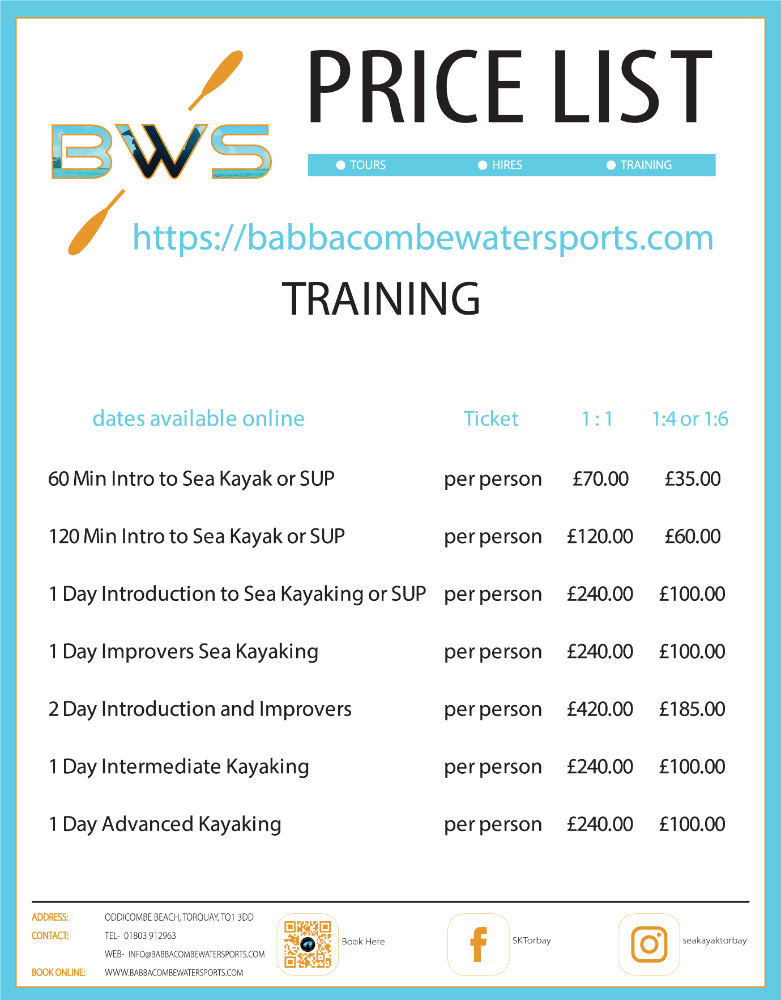 BWS
PRICE LIST
TOURS HIRES TRAINING
https://babbacombewatersports.com
TRAINING
dates available online Ticket 1 : 1 1:4 or 1:6
60 Min Intro to Sea Kayak or SUP per person £70.00 £35.00
120 Min Intro to Sea Kayak or SUP per person £120.00 £60.00
1 Day Introduction to Sea Kayaking or SUP per person £240.00 £100.00
1 Day Improvers Sea Kayaking per person £240.00 £100.00
2 Day Introduction and Improvers per person £420.00 £185.00
1 Day Intermediate Kayaking per person £240.00 £100.00
1 Day Advanced Kayaking per person £240.00 £100.00
ADDRESS: ODDICOMBE BEACH, TORQUAY, TQ1 3DD
CONTACT: TEL- 01803 912963
WEB- INFO@BABBACOMBEWATERSPORTS.COM
BOOK ONLINE: WWW.BABBACOMBEWATERSPORTS.COM
Book Here
SKTorbay
seakayaktorbay